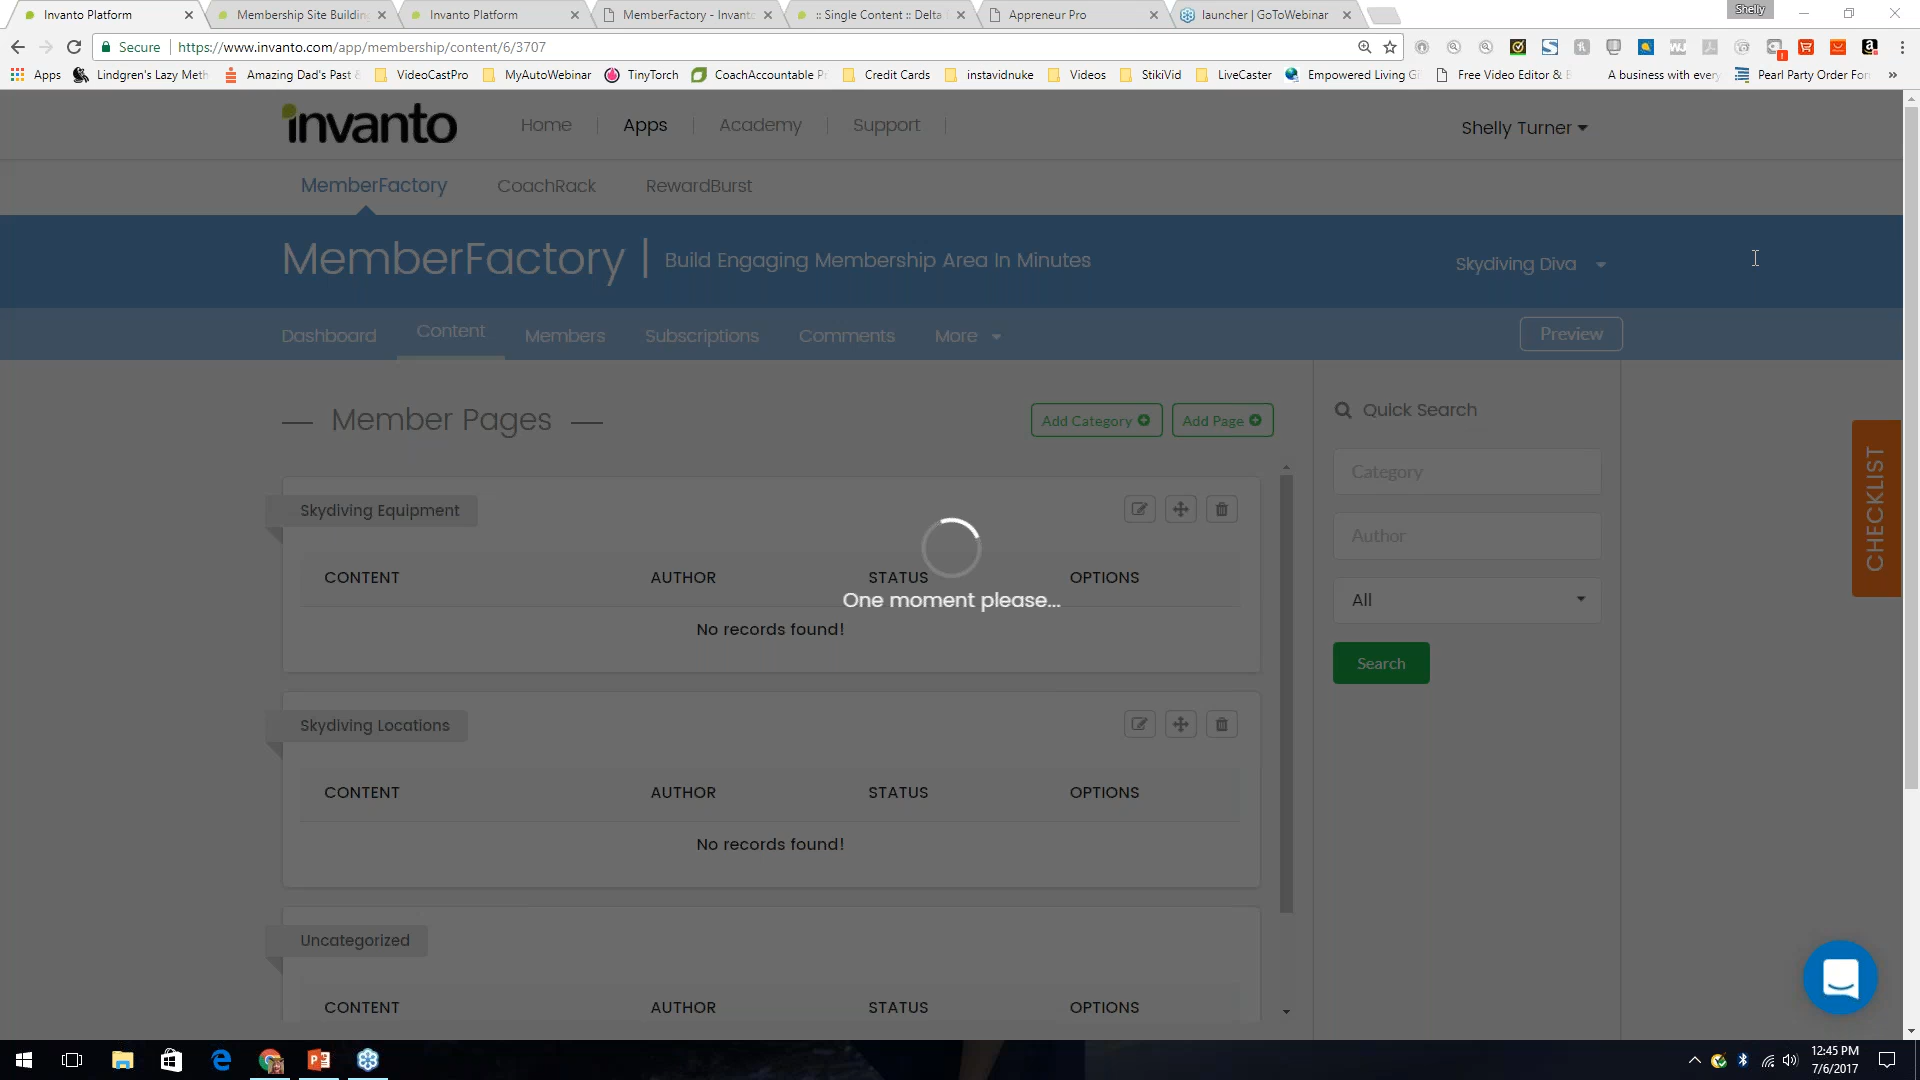 Invanto Platform
Membership Site Building
Invanto Platform
MemberFactory - Invanto
:: Single Content :: Delta
Appreneur Pro
launcher | GoToWebinar
Shelly
Secure
https://www.invanto.com/app/membership/content/6/3707
Apps
Lindgren's Lazy Meth
Amazing Dad's Past
VideoCastPro
MyAutoWebinar
TinyTorch
CoachAccountable P
Credit Cards
instavidnuke
Videos
StikiVid
LiveCaster
Empowered Living G
Free Video Editor &
A business with every
Pearl Party Order For
»
invanto
Home
Apps
Academy
Support
Shelly Turner
MemberFactory
CoachRack
RewardBurst
MemberFactory | Build Engaging Membership Area In Minutes
Skydiving Diva
Dashboard
Content
Members
Subscriptions
Comments
More
Preview
Member Pages
Add Category
Add Page
Quick Search
Category
Author
All
Search
CHECKLIST
Skydiving Equipment
CONTENT AUTHOR STATUS OPTIONS
One moment please...
No records found!
Skydiving Locations
CONTENT AUTHOR STATUS OPTIONS
No records found!
Uncategorized
CONTENT AUTHOR STATUS OPTIONS
12:45 PM
7/6/2017